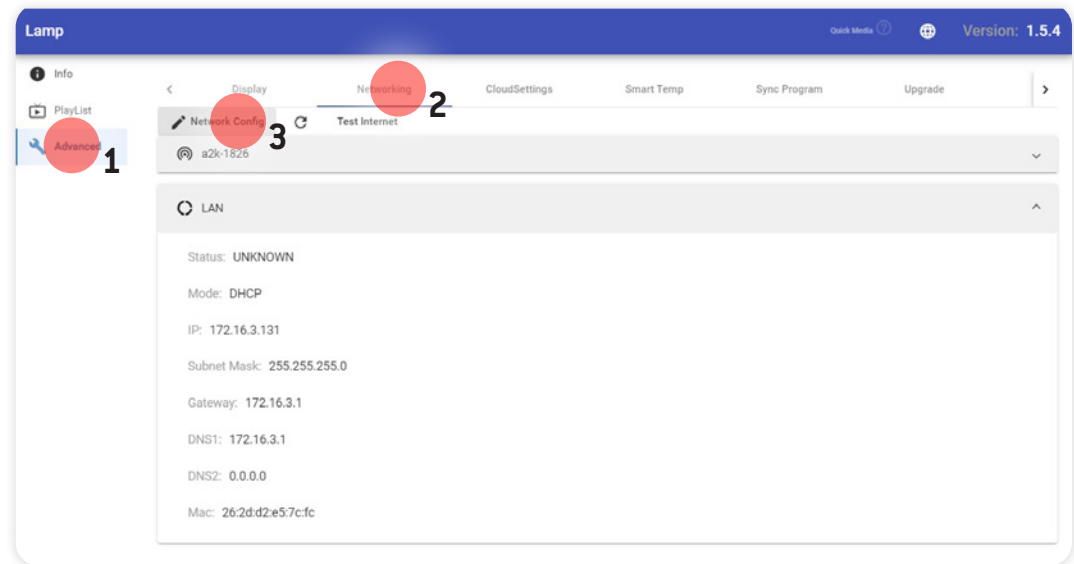 Lamp
Quick Media ? Version: 1.5.4
Info
Display Networking CloudSettings Smart Temp Sync Program Upgrade
2
PlayList
Network Config Test Internet
3
Advanced
1
a2k-1826
LAN
Status: UNKNOWN
Mode: DHCP
IP: 172.16.3.131
Subnet Mask: 255.255.255.0
Gateway: 172.16.3.1
DNS1: 172.16.3.1
DNS2: 0.0.0.0
Mac: 26:2d:d2:e5:7c:fc